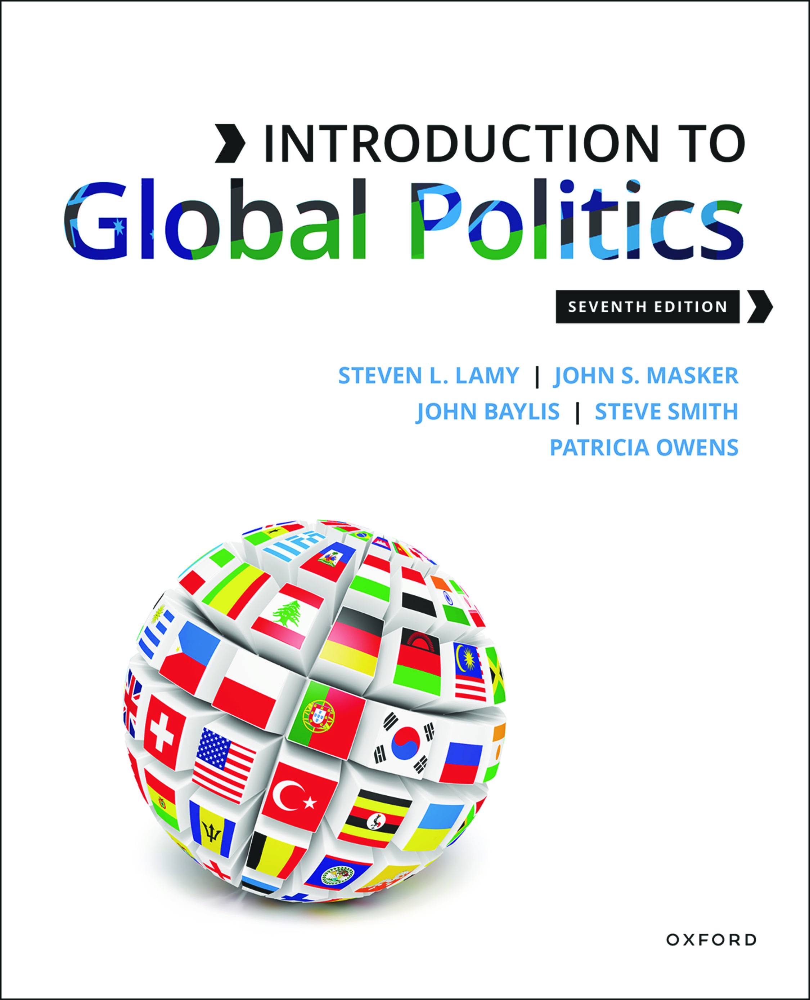 INTRODUCTION TO
Global Politics
SEVENTH EDITION
STEVEN L. LAMY | JOHN S. MASKER
JOHN BAYLIS | STEVE SMITH
PATRICIA OWENS
OXFORD